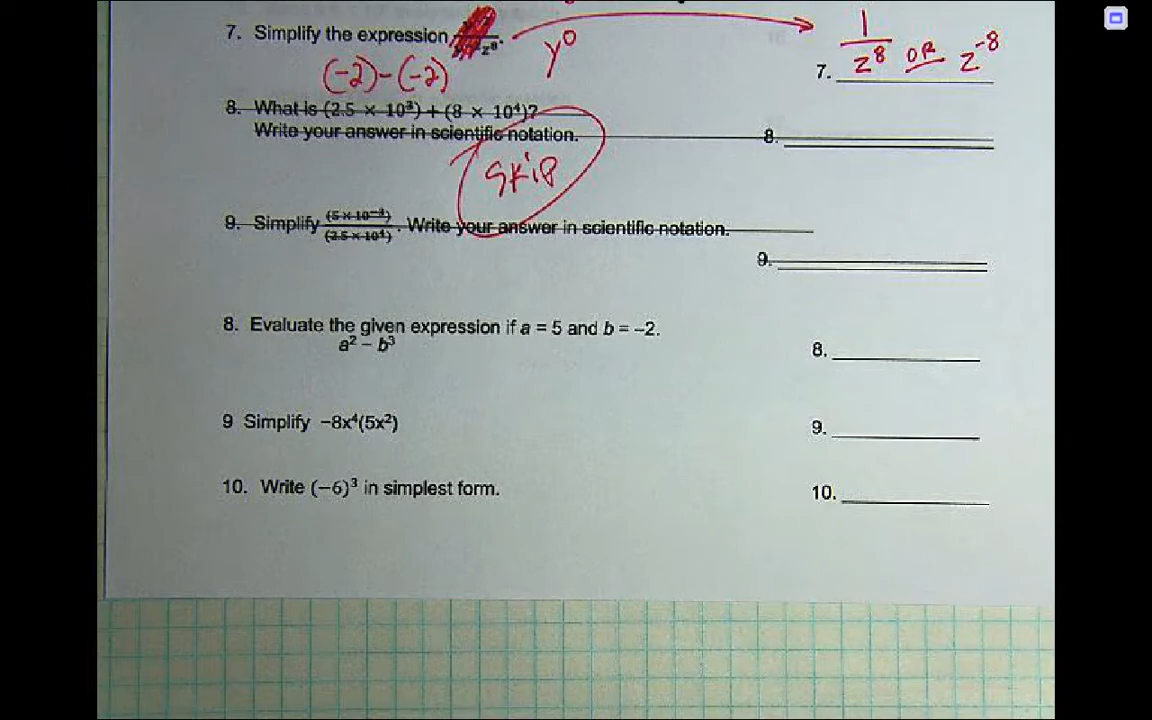 7. Simplify the expression z⁸.
y⁰
1/z⁸ OR z⁻⁸
7.
(-2)-(-2)
8. What is (2.5 × 10³) + (8 × 10⁴)?
Write your answer in scientific notation.
8.
SKIP
9. Simplify (5 × 10⁻³)/(2.5 × 10⁴). Write your answer in scientific notation.
9.
8. Evaluate the given expression if a = 5 and b = −2.
a² − b³
8.
9 Simplify −8x⁴(5x²)
9.
10. Write (−6)³ in simplest form.
10.